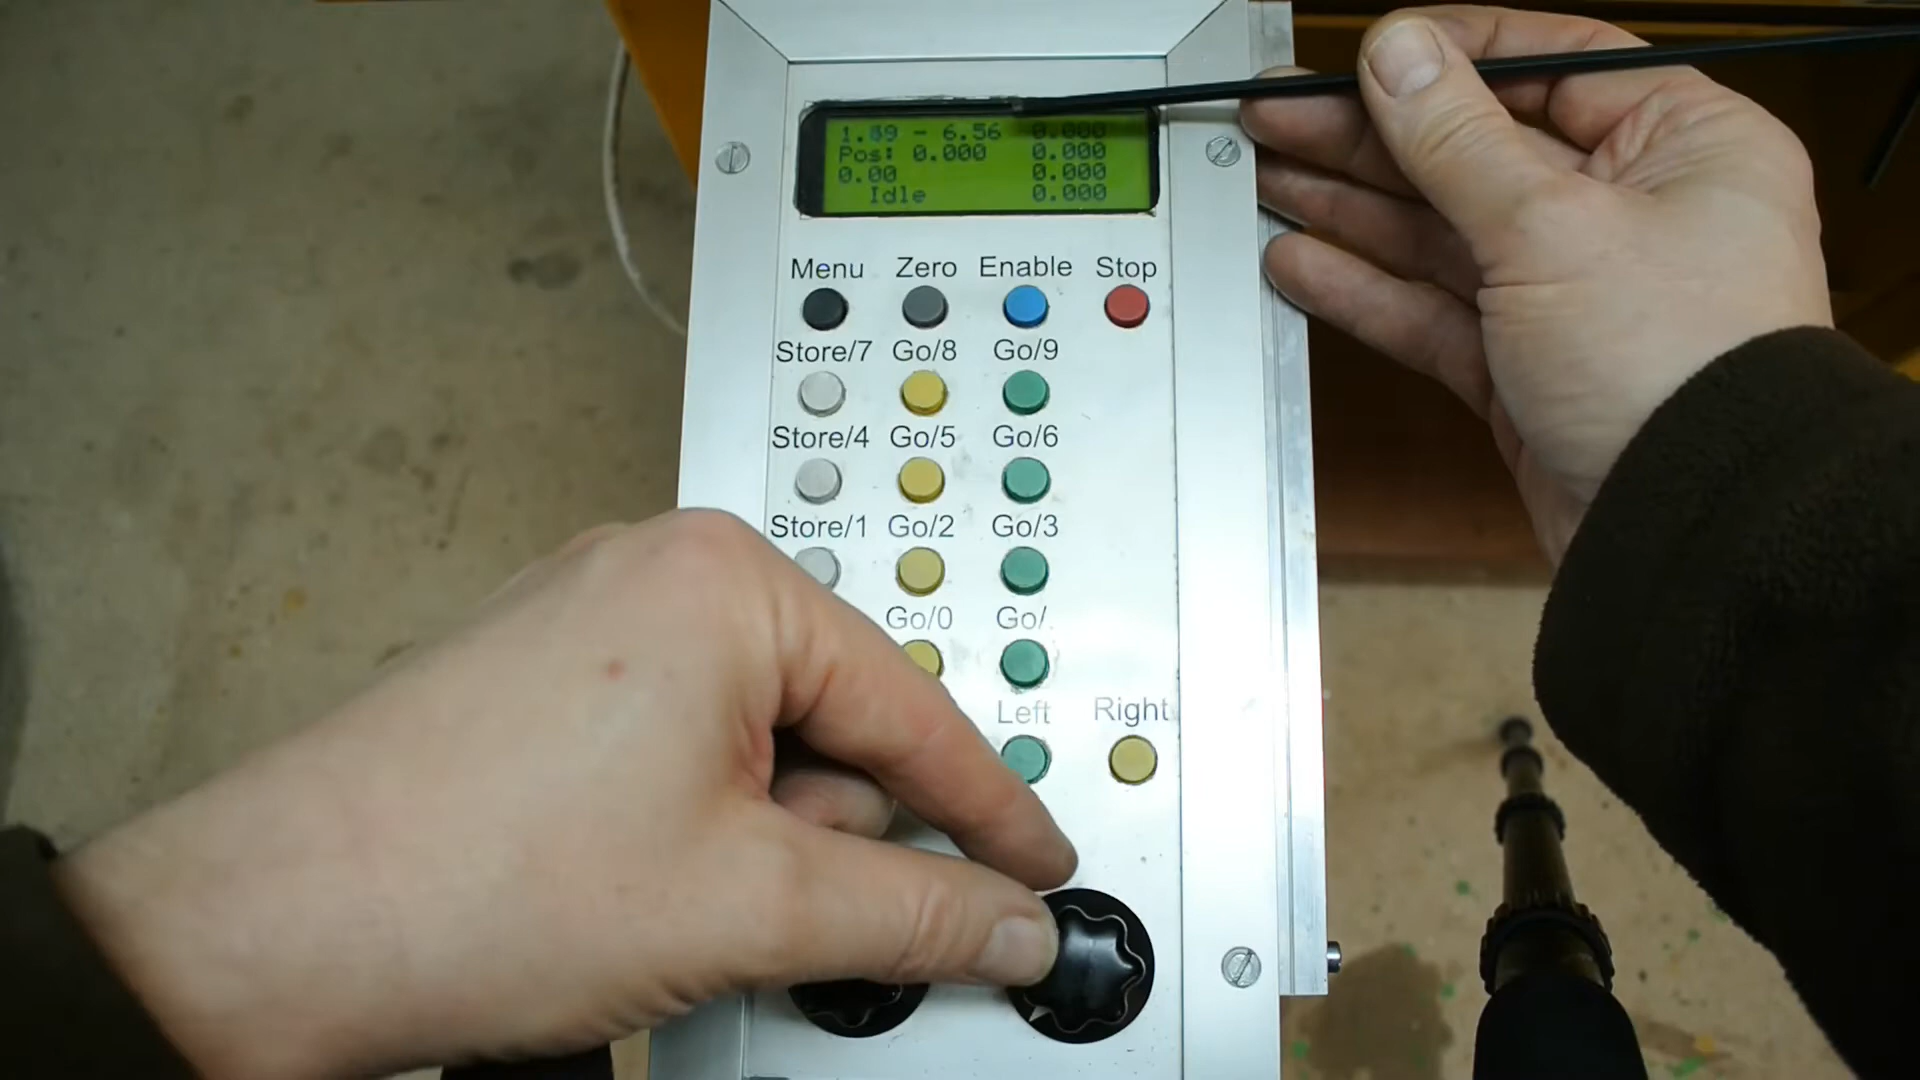 6.56 0.000
Pos: 0.000 0.000
0.00 0.000
Idle 0.000
Menu Zero Enable Stop
Store/7 Go/8 Go/9
Store/4 Go/5 Go/6
Store/1 Go/2 Go/3
Go/0 Go/.
Left Right